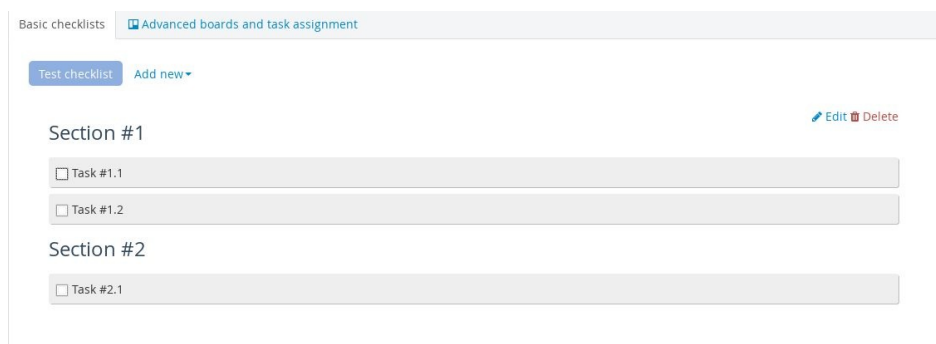 Basic checklists Advanced boards and task assignment
Test checklist Add new
Edit Delete
Section #1
Task #1.1
Task #1.2
Section #2
Task #2.1